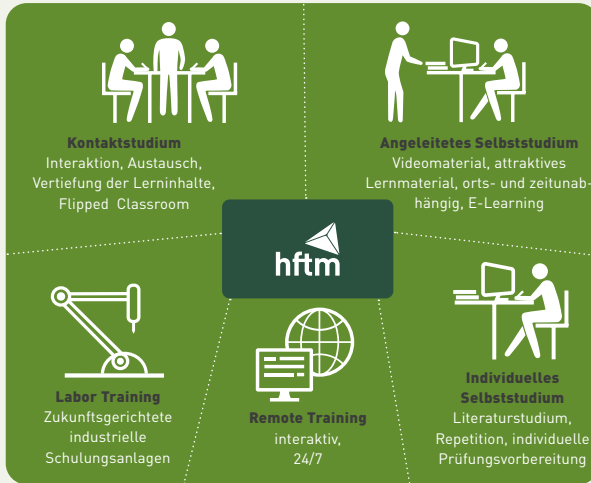 Kontaktstudium
Interaktion, Austausch,
Vertiefung der Lerninhalte,
Flipped Classroom
Angeleitetes Selbststudium
Videomaterial, attraktives
Lernmaterial, orts- und zeitunab-
hängig, E-Learning
hftm
Labor Training
Zukunftsgerichtete
industrielle
Schulungsanlagen
Remote Training
interaktiv,
24/7
Individuelles
Selbststudium
Literaturstudium,
Repetition, individuelle
Prüfungsvorbereitung